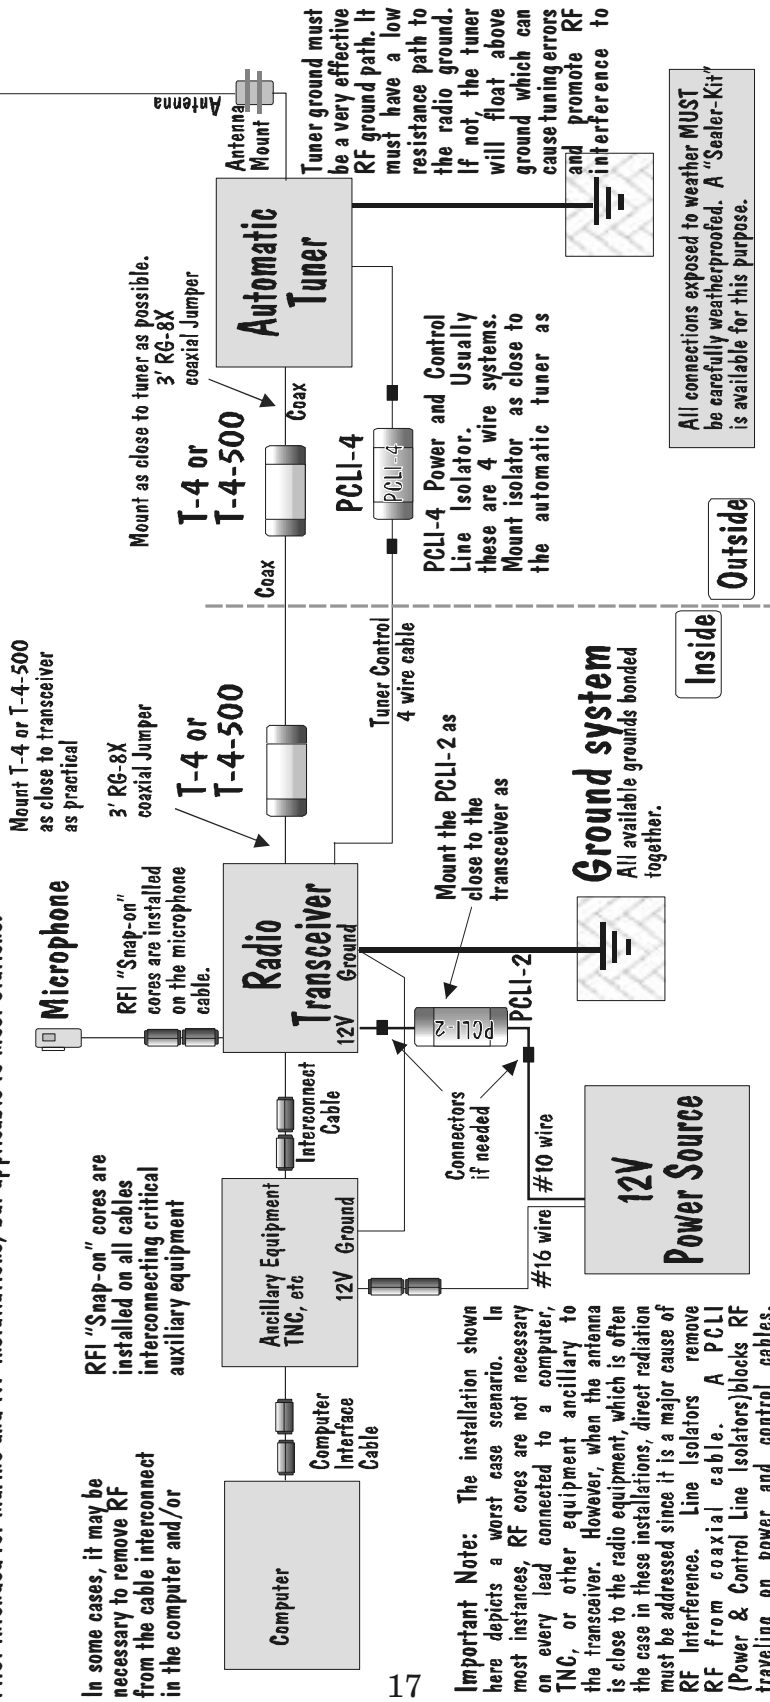 In some cases, it may be
necessary to remove RF
from the cable interconnect
in the computer and/or
RFI "Snap-on" cores are
installed on all cables
interconnecting critical
auxiliary equipment
Microphone
RFI "Snap-on"
cores are installed
on the microphone
cable.
Mount T-4 or T-4-500
as close to transceiver
as practical
3' RG-8X
coaxial Jumper
T-4 or
T-4-500
Mount as close to tuner as possible.
3' RG-8X
coaxial Jumper
T-4 or
T-4-500
Coax
Coax
Antenna
Antenna
Mount
Computer
Computer
Interface
Cable
Ancillary Equipment
TNC, etc
12V Ground
Interconnect
Cable
Radio
Transceiver
Ground
12V
Tuner Control
4 wire cable
PCLI-4
PCLI-4
Automatic
Tuner
Tuner ground must
be a very effective
RF ground path. It
must have a low
resistance path to
the radio ground.
If not, the tuner
will float above
ground which can
cause tuning errors
and promote RF
interference to
PCLI-4 Power and Control
Line Isolator. Usually
these are 4 wire systems.
Mount isolator as close to
the automatic tuner as
Mount the PCLI-2 as
close to the
transceiver as
PCLI-2
PCLI-2
Connectors
if needed
#16 wire
#10 wire
12V
Power Source
Ground system
All available grounds bonded
together.
Inside
Outside
All connections exposed to weather MUST
be carefully weatherproofed. A "Sealer-Kit"
is available for this purpose.
Important Note: The installation shown
here depicts a worst case scenario. In
most instances, RF cores are not necessary
on every lead connected to a computer,
TNC, or other equipment ancillary to
the transceiver. However, when the antenna
is close to the radio equipment, which is often
the case in these installations, direct radiation
must be addressed since it is a major cause of
RF Interference. Line Isolators remove
RF from coaxial cable. A PCLI
(Power & Control Line Isolators)blocks RF
traveling on power and control cables.
17